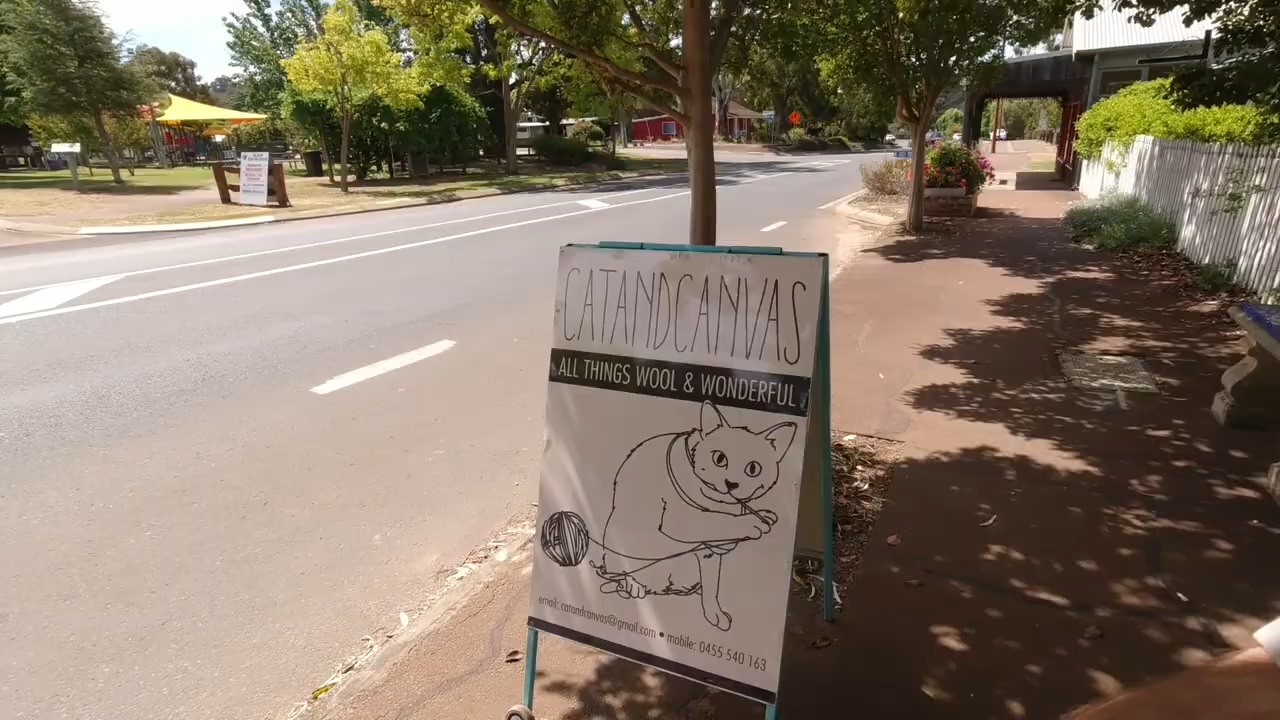 CATANDCANVAS
ALL THINGS WOOL & WONDERFUL
email: catandcanvas@gmail.com • mobile: 0455 540 163